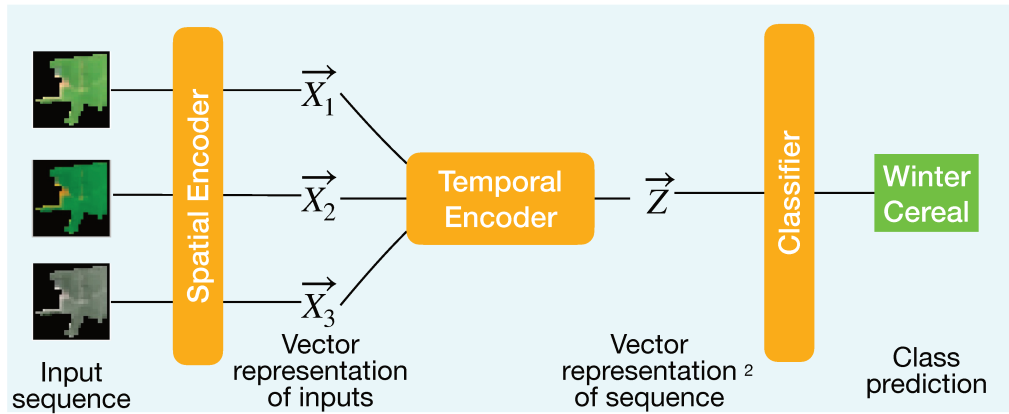 Spatial Encoder
X1
X2
X3
Temporal
Encoder
Z
Classifier
Winter
Cereal
Input
sequence
Vector
representation
of inputs
Vector
representation 2
of sequence
Class
prediction